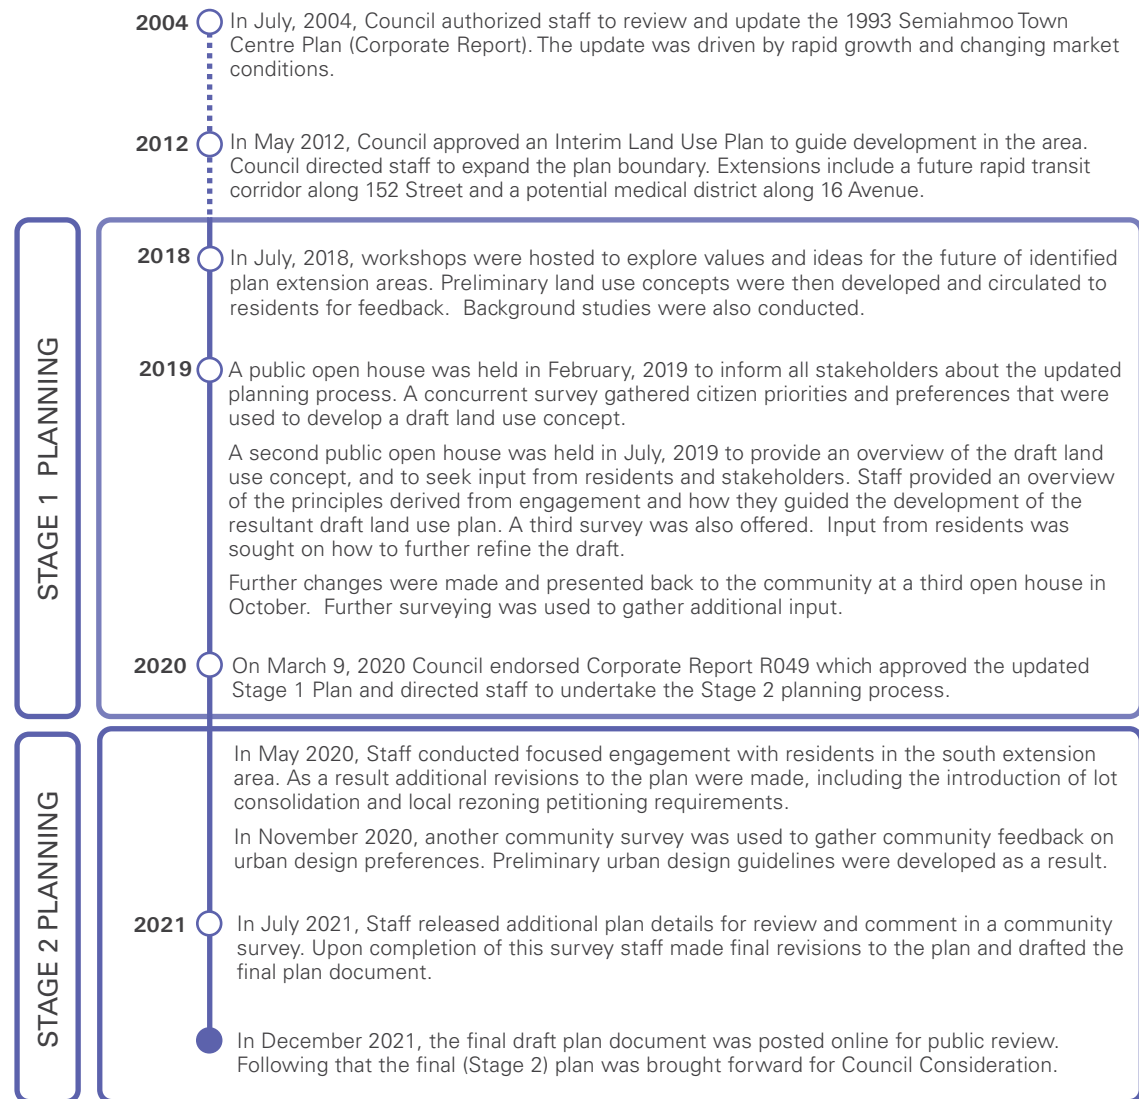 2004
In July, 2004, Council authorized staff to review and update the 1993 Semiahmoo Town
Centre Plan (Corporate Report). The update was driven by rapid growth and changing market
conditions.
2012
In May 2012, Council approved an Interim Land Use Plan to guide development in the area.
Council directed staff to expand the plan boundary. Extensions include a future rapid transit
corridor along 152 Street and a potential medical district along 16 Avenue.
STAGE 1 PLANNING
2018
In July, 2018, workshops were hosted to explore values and ideas for the future of identified
plan extension areas. Preliminary land use concepts were then developed and circulated to
residents for feedback. Background studies were also conducted.
2019
A public open house was held in February, 2019 to inform all stakeholders about the updated
planning process. A concurrent survey gathered citizen priorities and preferences that were
used to develop a draft land use concept.
A second public open house was held in July, 2019 to provide an overview of the draft land
use concept, and to seek input from residents and stakeholders. Staff provided an overview
of the principles derived from engagement and how they guided the development of the
resultant draft land use plan. A third survey was also offered. Input from residents was
sought on how to further refine the draft.
Further changes were made and presented back to the community at a third open house in
October. Further surveying was used to gather additional input.
2020
On March 9, 2020 Council endorsed Corporate Report R049 which approved the updated
Stage 1 Plan and directed staff to undertake the Stage 2 planning process.
STAGE 2 PLANNING
In May 2020, Staff conducted focused engagement with residents in the south extension
area. As a result additional revisions to the plan were made, including the introduction of lot
consolidation and local rezoning petitioning requirements.
In November 2020, another community survey was used to gather community feedback on
urban design preferences. Preliminary urban design guidelines were developed as a result.
2021
In July 2021, Staff released additional plan details for review and comment in a community
survey. Upon completion of this survey staff made final revisions to the plan and drafted the
final plan document.
In December 2021, the final draft plan document was posted online for public review.
Following that the final (Stage 2) plan was brought forward for Council Consideration.